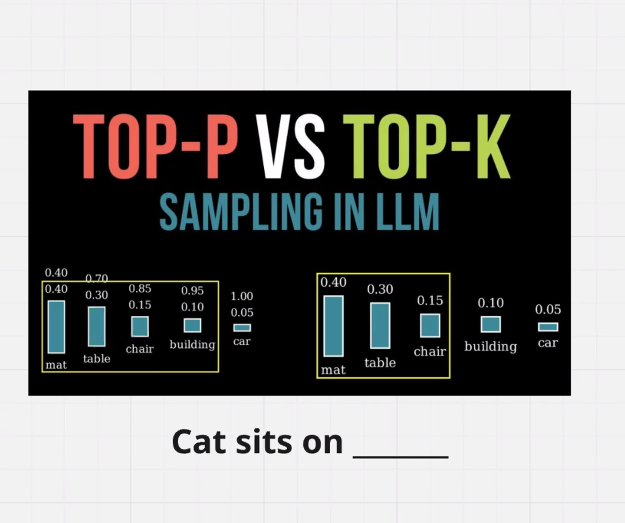 TOP-P VS TOP-K
SAMPLING IN LLM
0.40 0.70 0.85 0.95 1.00
0.40 0.30 0.15 0.10 0.05
mat table chair building car
0.40 0.30 0.15 0.10 0.05
mat table chair building car
Cat sits on ______